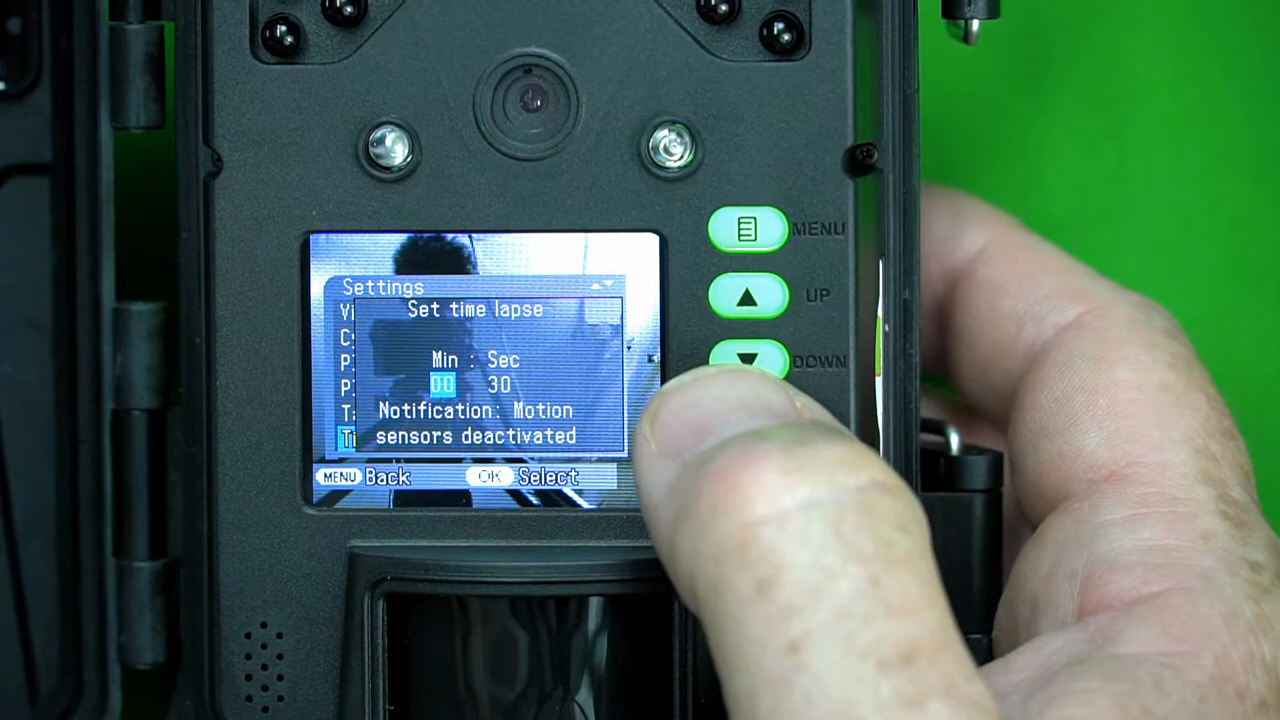 MENU
UP
DOWN
Settings
Set time lapse
Min : Sec
00 30
Notification: Motion
sensors deactivated
MENU Back OK Select